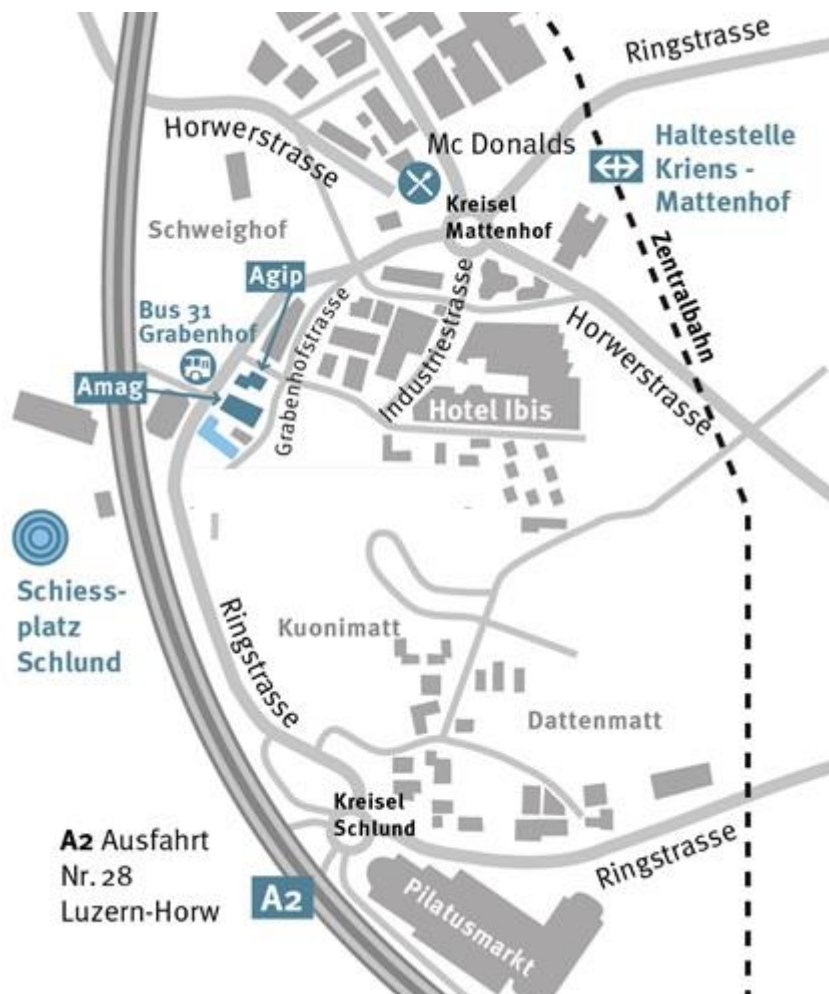 Ringstrasse
Horwerstrasse
Mc Donalds
Haltestelle
Kriens -
Mattenhof
Kreisel
Mattenhof
Schweighof
Zentralbahn
Agip
Bus 31
Grabenhof
Grabenhofstrasse
Industriestrasse
Horwerstrasse
Amag
Hotel Ibis
Schiess-
platz
Schlund
Ringstrasse
Kuonimatt
Dattenmatt
Kreisel
Schlund
A2 Ausfahrt
Nr. 28
Luzern-Horw
A2
Ringstrasse
Pilatusmarkt